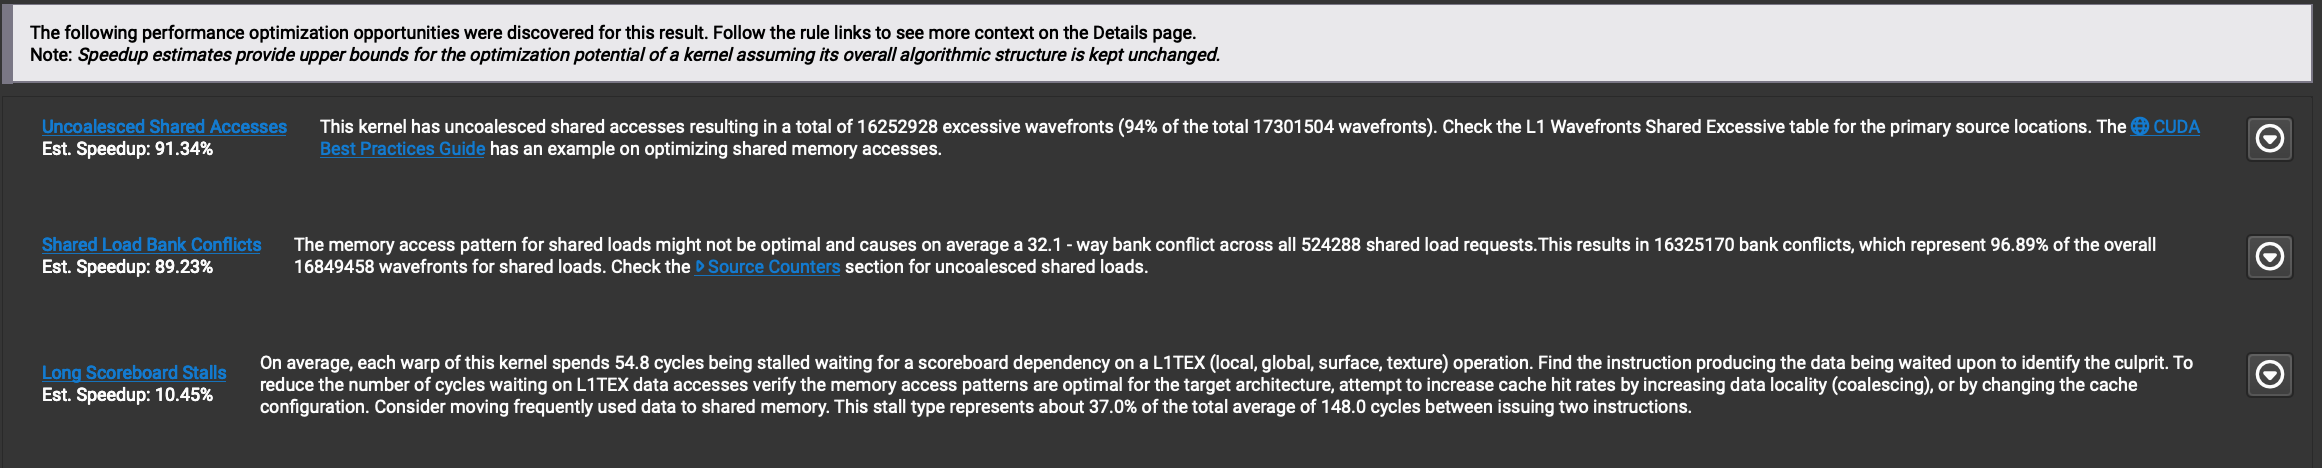 The following performance optimization opportunities were discovered for this result. Follow the rule links to see more context on the Details page.
Note: Speedup estimates provide upper bounds for the optimization potential of a kernel assuming its overall algorithmic structure is kept unchanged.
Uncoalesced Shared Accesses
Est. Speedup: 91.34%
This kernel has uncoalesced shared accesses resulting in a total of 16252928 excessive wavefronts (94% of the total 17301504 wavefronts). Check the L1 Wavefronts Shared Excessive table for the primary source locations. The CUDA
Best Practices Guide has an example on optimizing shared memory accesses.
Shared Load Bank Conflicts
Est. Speedup: 89.23%
The memory access pattern for shared loads might not be optimal and causes on average a 32.1 - way bank conflict across all 524288 shared load requests.This results in 16325170 bank conflicts, which represent 96.89% of the overall
16849458 wavefronts for shared loads. Check the Source Counters section for uncoalesced shared loads.
Long Scoreboard Stalls
Est. Speedup: 10.45%
On average, each warp of this kernel spends 54.8 cycles being stalled waiting for a scoreboard dependency on a L1TEX (local, global, surface, texture) operation. Find the instruction producing the data being waited upon to identify the culprit. To
reduce the number of cycles waiting on L1TEX data accesses verify the memory access patterns are optimal for the target architecture, attempt to increase cache hit rates by increasing data locality (coalescing), or by changing the cache
configuration. Consider moving frequently used data to shared memory. This stall type represents about 37.0% of the total average of 148.0 cycles between issuing two instructions.